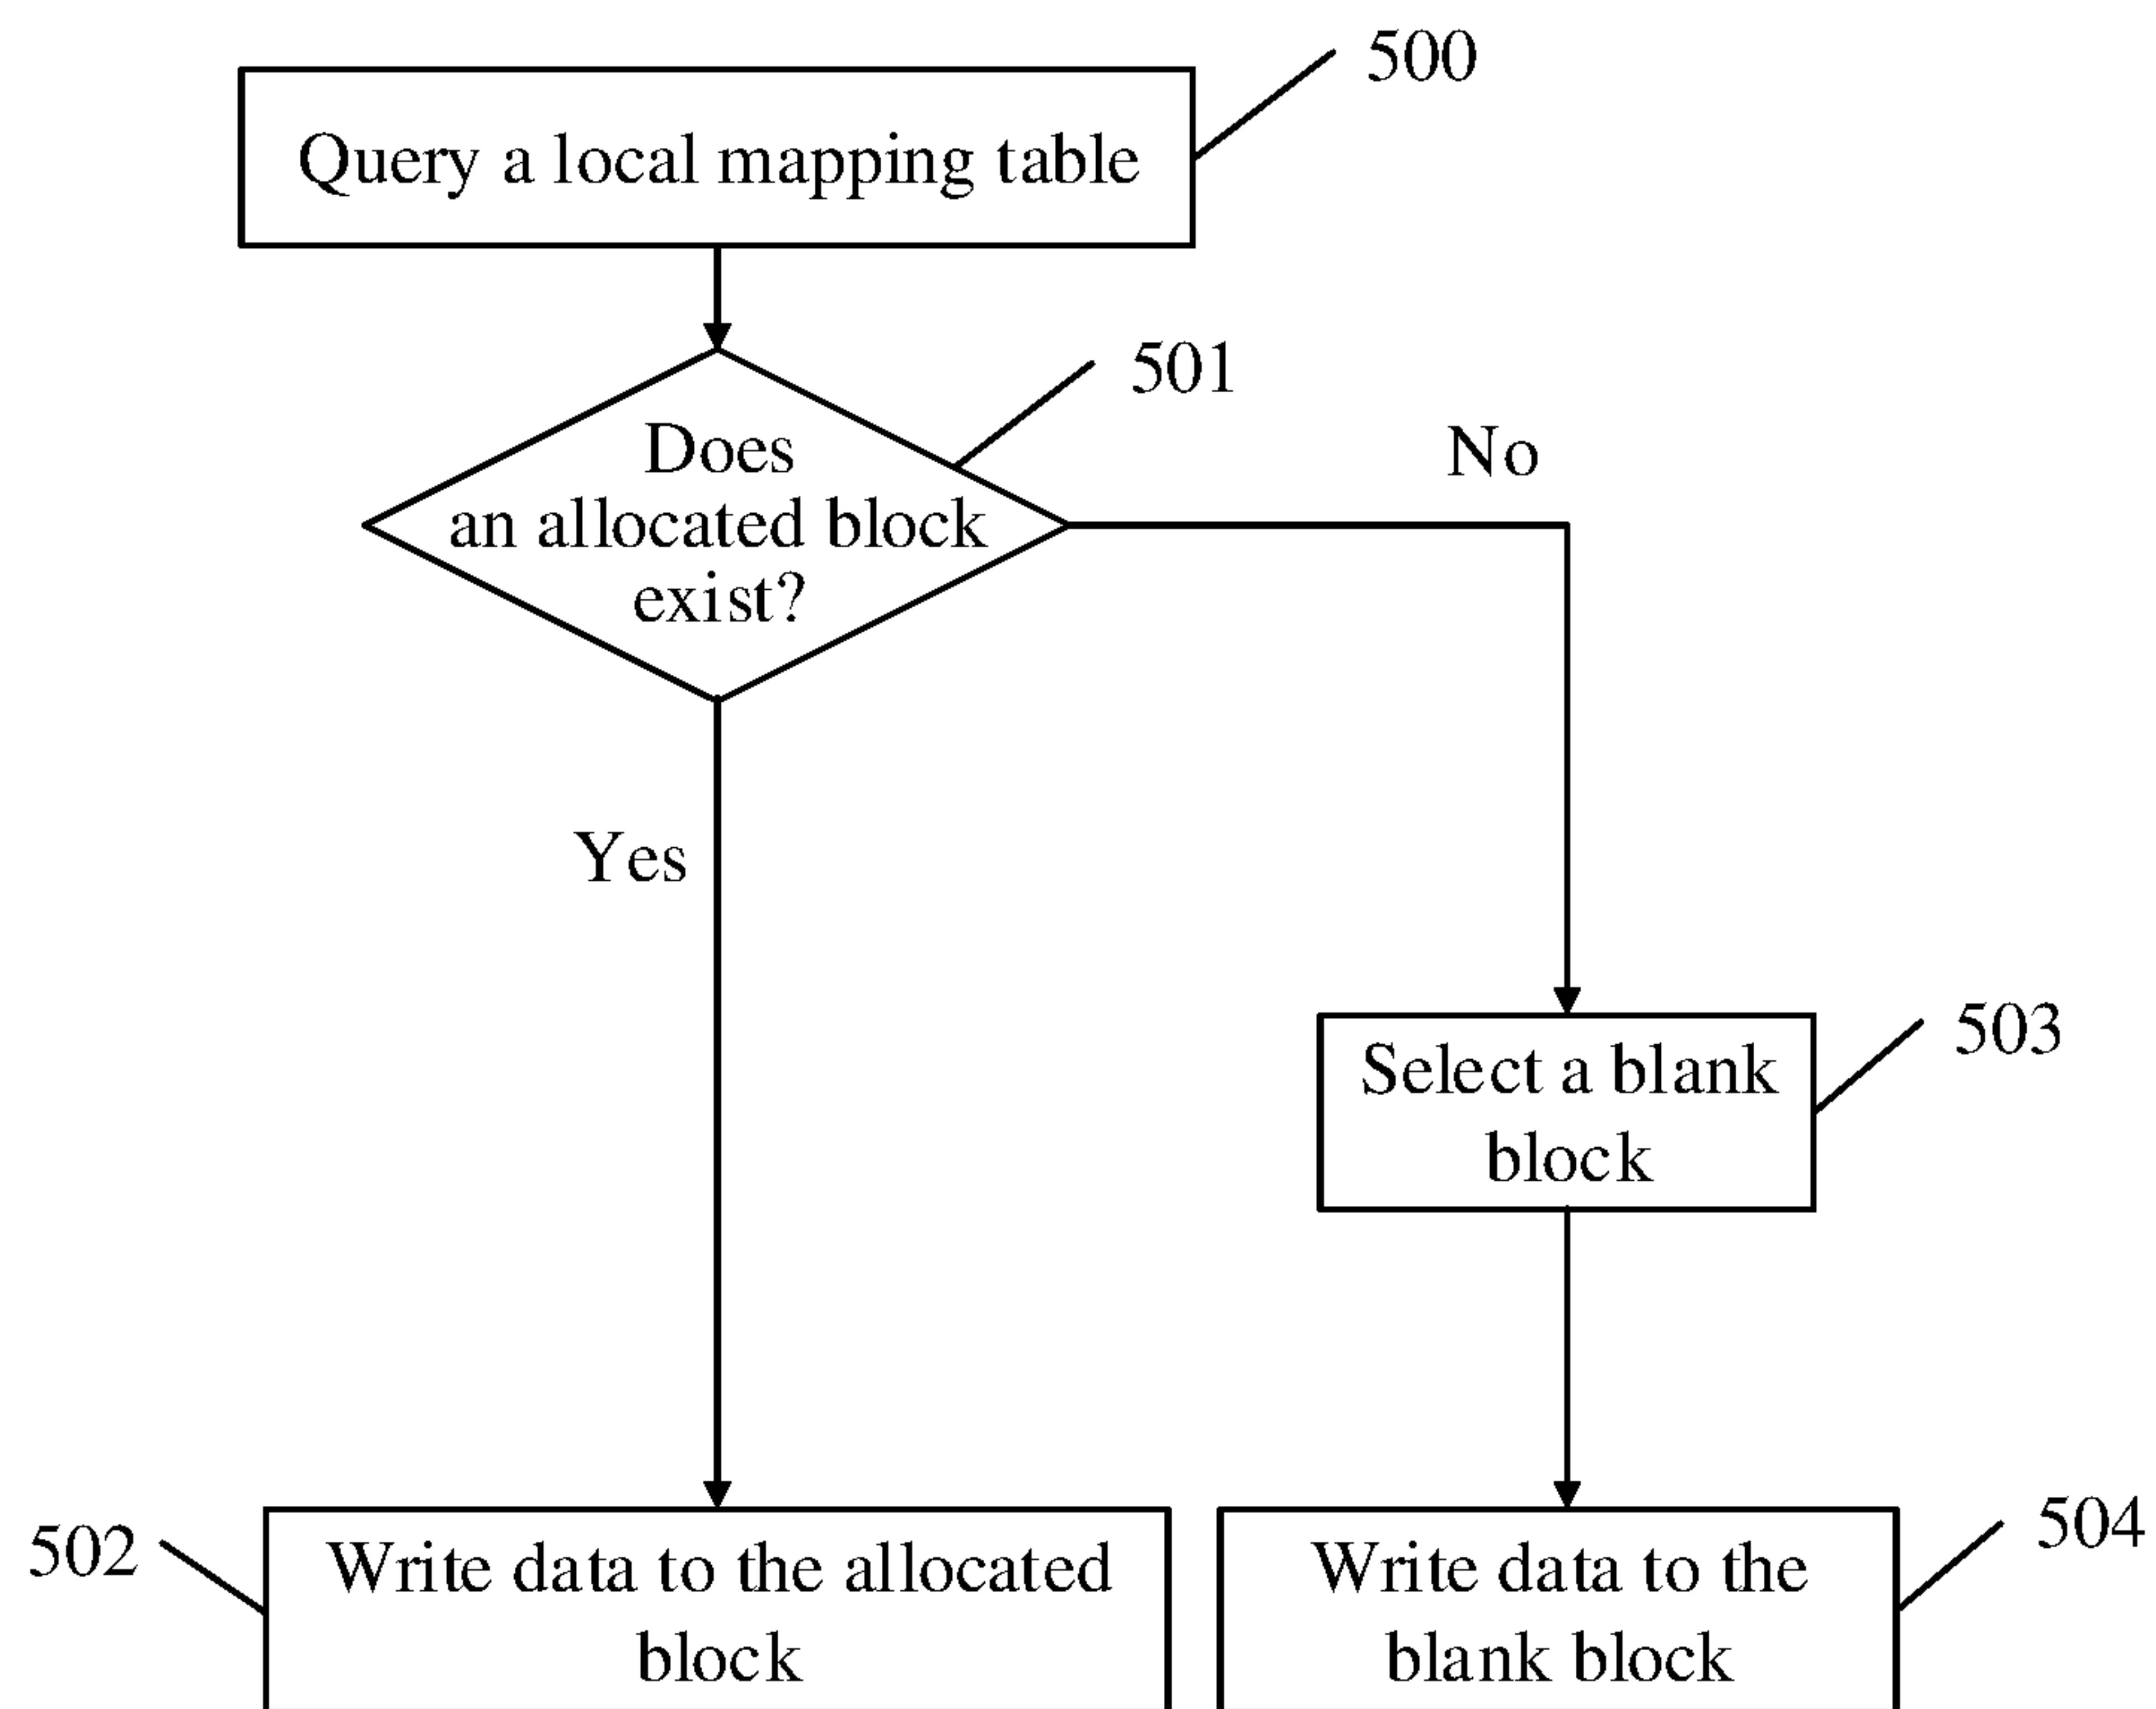 500
Query a local mapping table
501
Does
an allocated block
exist?
No
Yes
503
Select a blank
block
502
Write data to the allocated
block
504
Write data to the
blank block